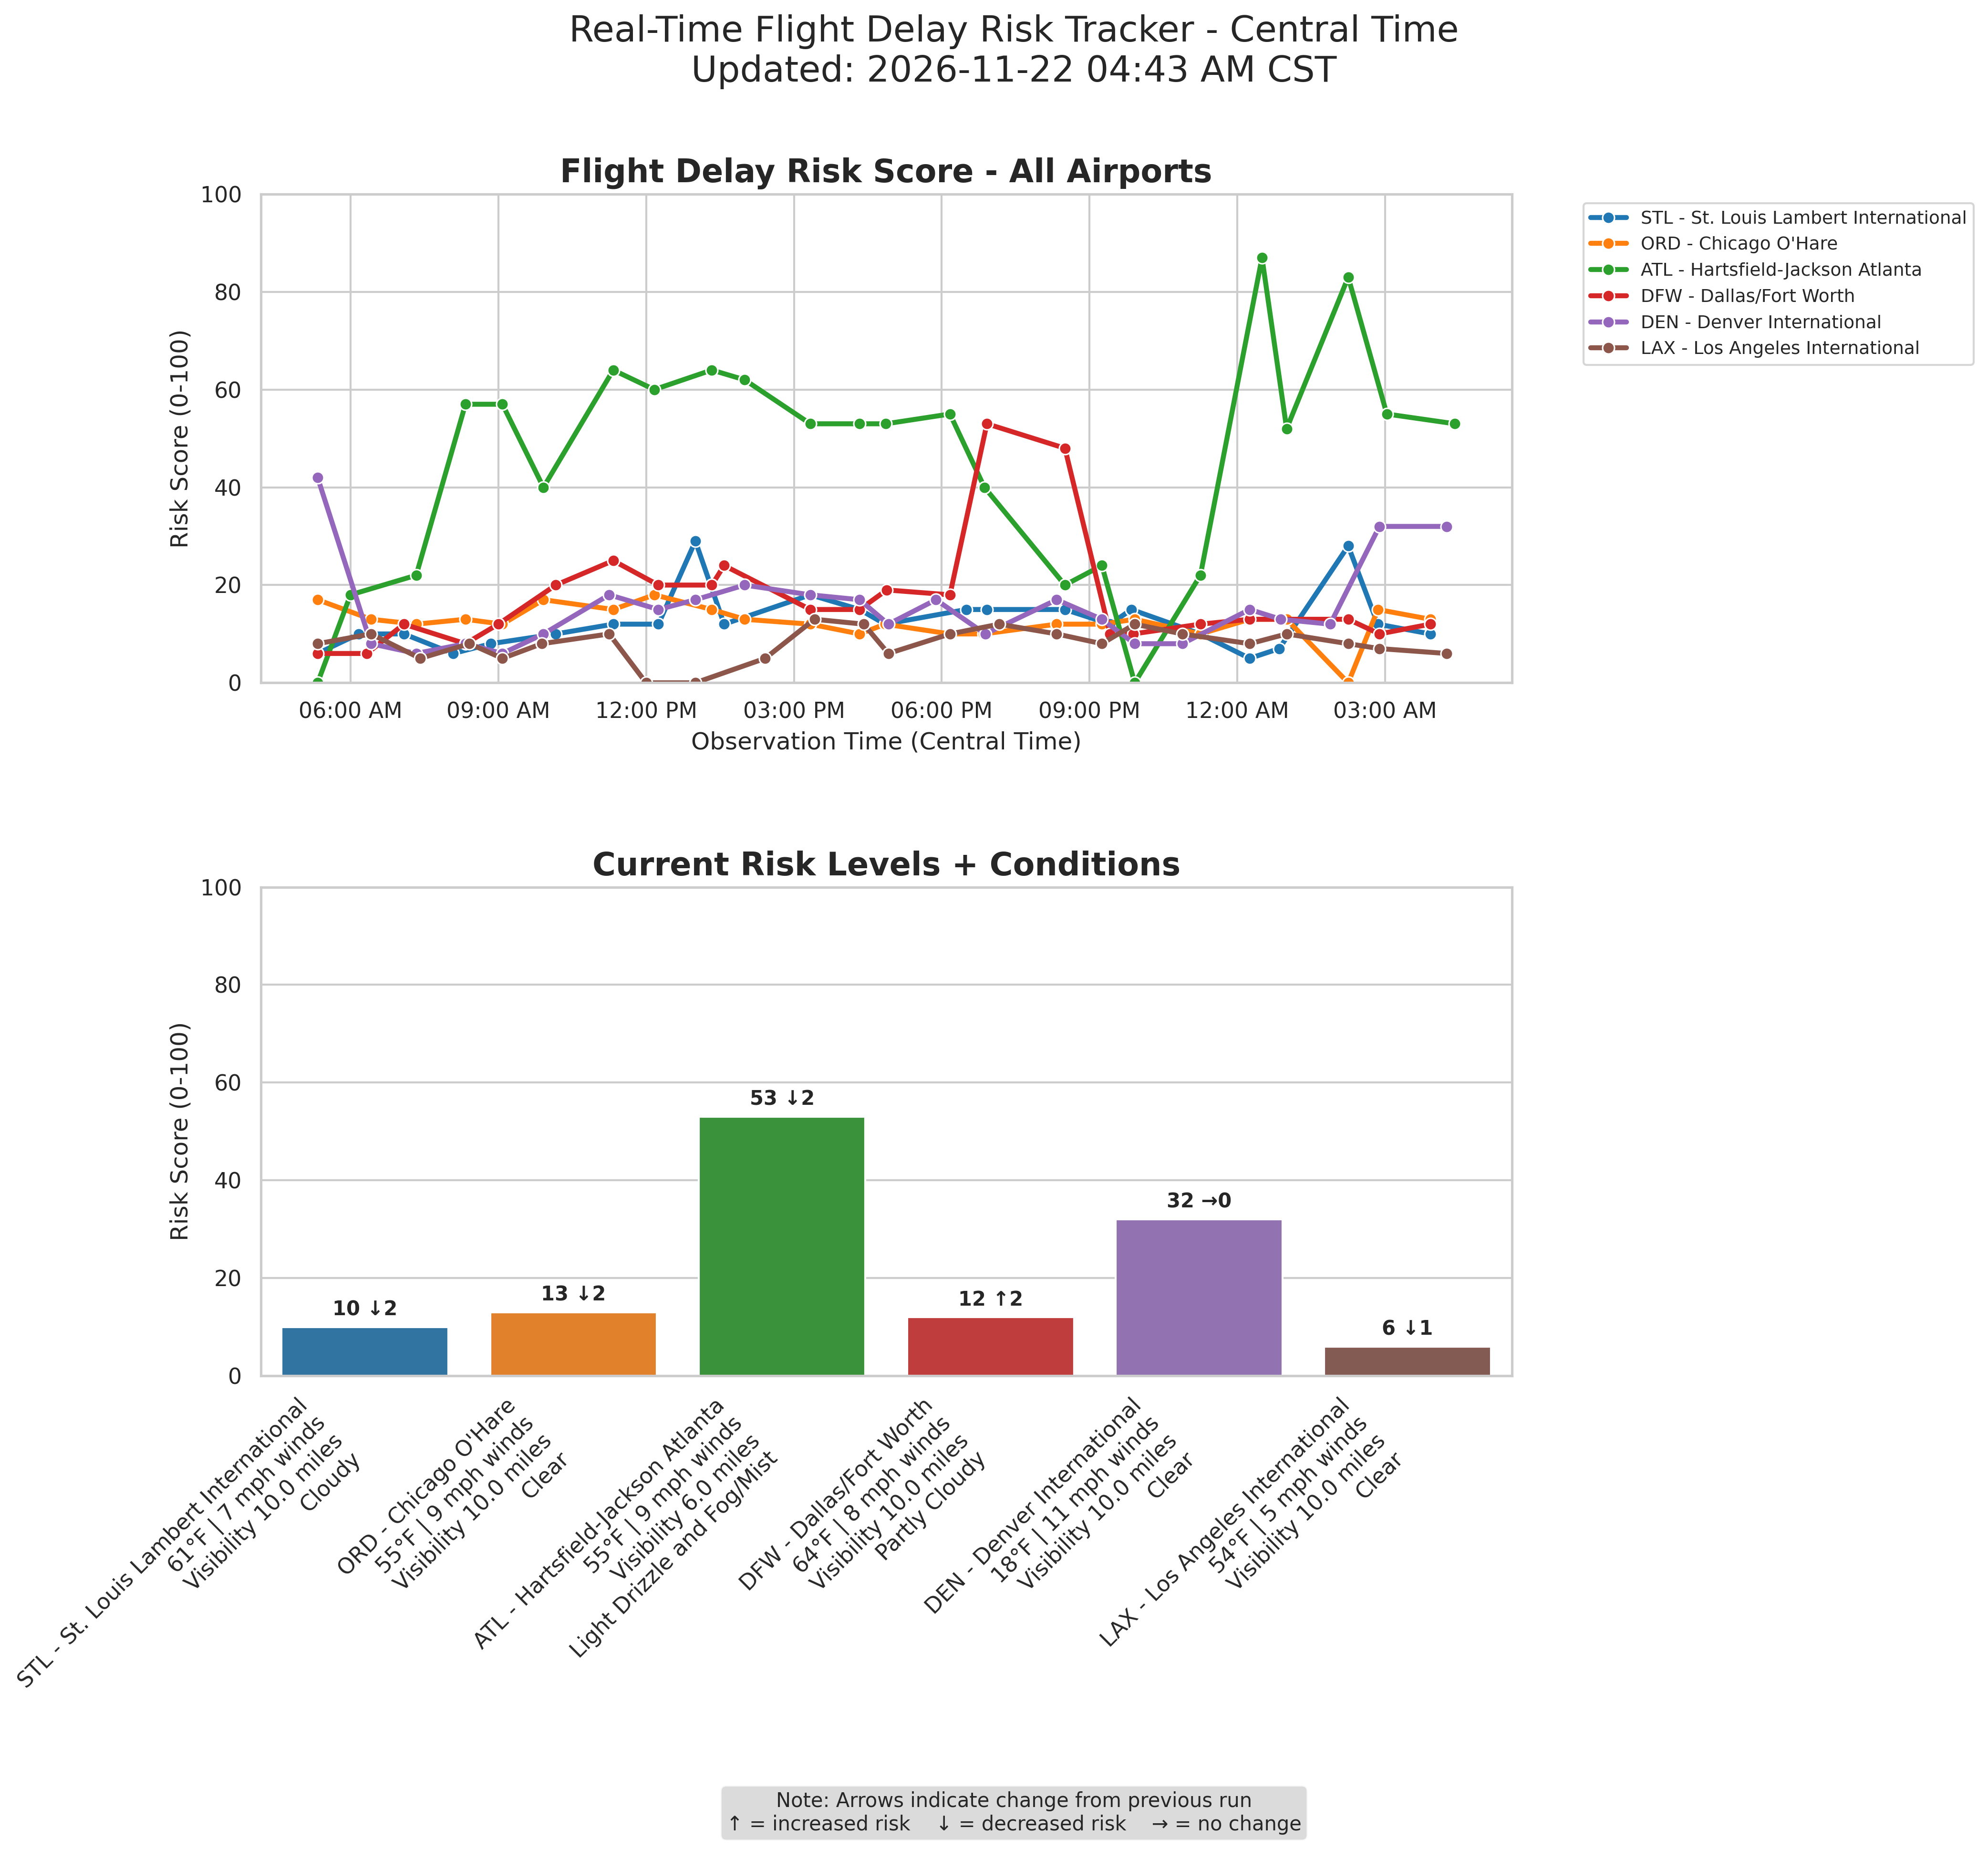 Real-Time Flight Delay Risk Tracker - Central Time
Updated: 2026-11-22 04:43 AM CST
Flight Delay Risk Score - All Airports
100
80
60
40
20
0
Risk Score (0-100)
06:00 AM
09:00 AM
12:00 PM
03:00 PM
06:00 PM
09:00 PM
12:00 AM
03:00 AM
Observation Time (Central Time)
STL - St. Louis Lambert International
ORD - Chicago O'Hare
ATL - Hartsfield-Jackson Atlanta
DFW - Dallas/Fort Worth
DEN - Denver International
LAX - Los Angeles International
Current Risk Levels + Conditions
100
80
60
40
20
0
Risk Score (0-100)
10 ↓2
13 ↓2
53 ↓2
12 ↑2
32 →0
6 ↓1
STL - St. Louis Lambert International
61°F | 7 mph winds
Visibility 10.0 miles
Cloudy
ORD - Chicago O'Hare
55°F | 9 mph winds
Visibility 10.0 miles
Clear
ATL - Hartsfield-Jackson Atlanta
55°F | 9 mph winds
Visibility 6.0 miles
Light Drizzle and Fog/Mist
DFW - Dallas/Fort Worth
64°F | 8 mph winds
Visibility 10.0 miles
Partly Cloudy
DEN - Denver International
18°F | 11 mph winds
Visibility 10.0 miles
Clear
LAX - Los Angeles International
54°F | 5 mph winds
Visibility 10.0 miles
Clear
Note: Arrows indicate change from previous run
↑ = increased risk ↓ = decreased risk → = no change